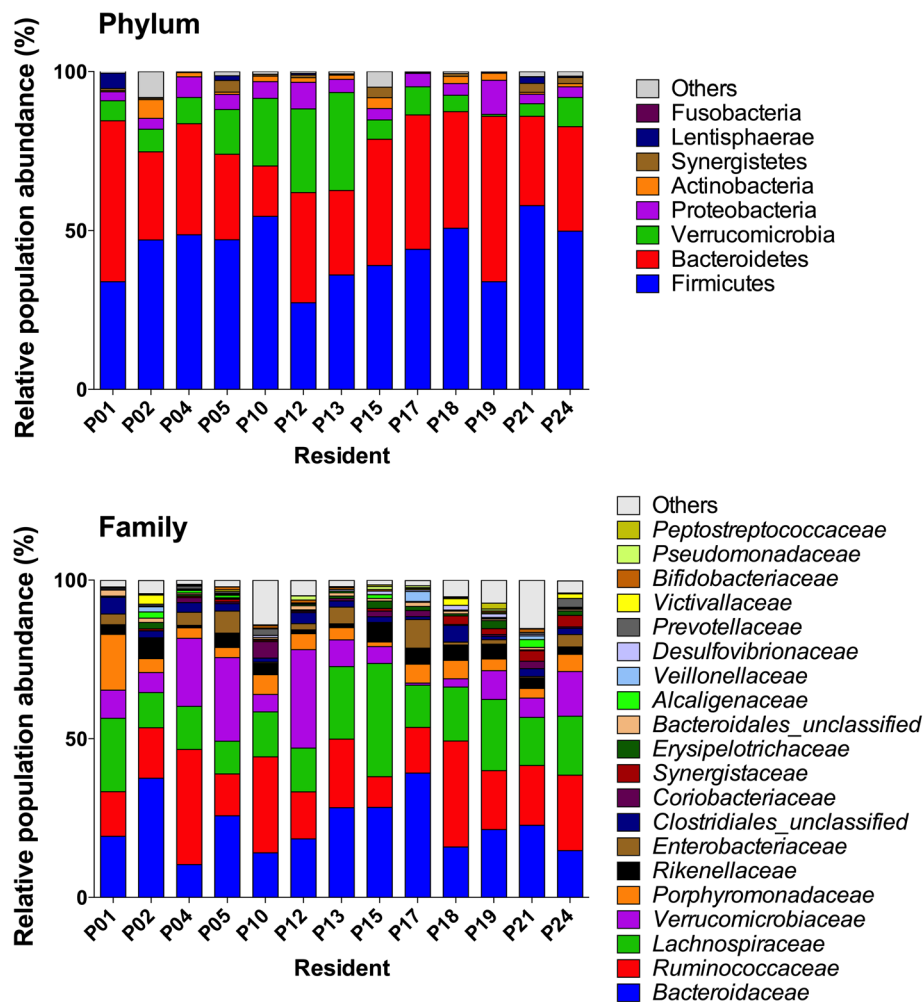 Phylum
Relative population abundance (%)
100
50
0
P01 P02 P04 P05 P10 P12 P13 P15 P17 P18 P19 P21 P24
Resident
Others
Fusobacteria
Lentisphaerae
Synergistetes
Actinobacteria
Proteobacteria
Verrucomicrobia
Bacteroidetes
Firmicutes
Family
Relative population abundance (%)
100
50
0
P01 P02 P04 P05 P10 P12 P13 P15 P17 P18 P19 P21 P24
Resident
Others
Peptostreptococcaceae
Pseudomonadaceae
Bifidobacteriaceae
Victivallaceae
Prevotellaceae
Desulfovibrionaceae
Veillonellaceae
Alcaligenaceae
Bacteroidales_unclassified
Erysipelotrichaceae
Synergistaceae
Coriobacteriaceae
Clostridiales_unclassified
Enterobacteriaceae
Rikenellaceae
Porphyromonadaceae
Verrucomicrobiaceae
Lachnospiraceae
Ruminococcaceae
Bacteroidaceae